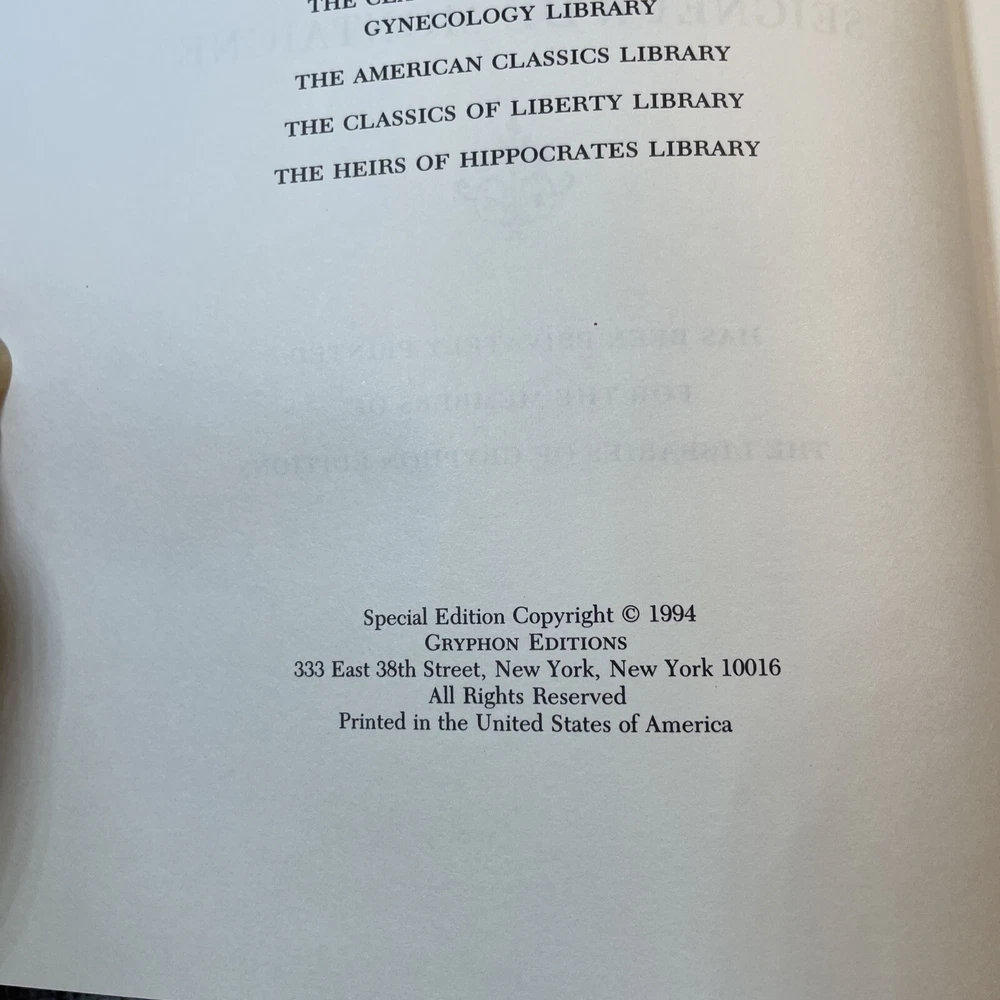 THE
GYNECOLOGY LIBRARY
THE AMERICAN CLASSICS LIBRARY
THE CLASSICS OF LIBERTY LIBRARY
THE HEIRS OF HIPPOCRATES LIBRARY
Special Edition Copyright © 1994
GRYPHON EDITIONS
333 East 38th Street, New York, New York 10016
All Rights Reserved
Printed in the United States of America